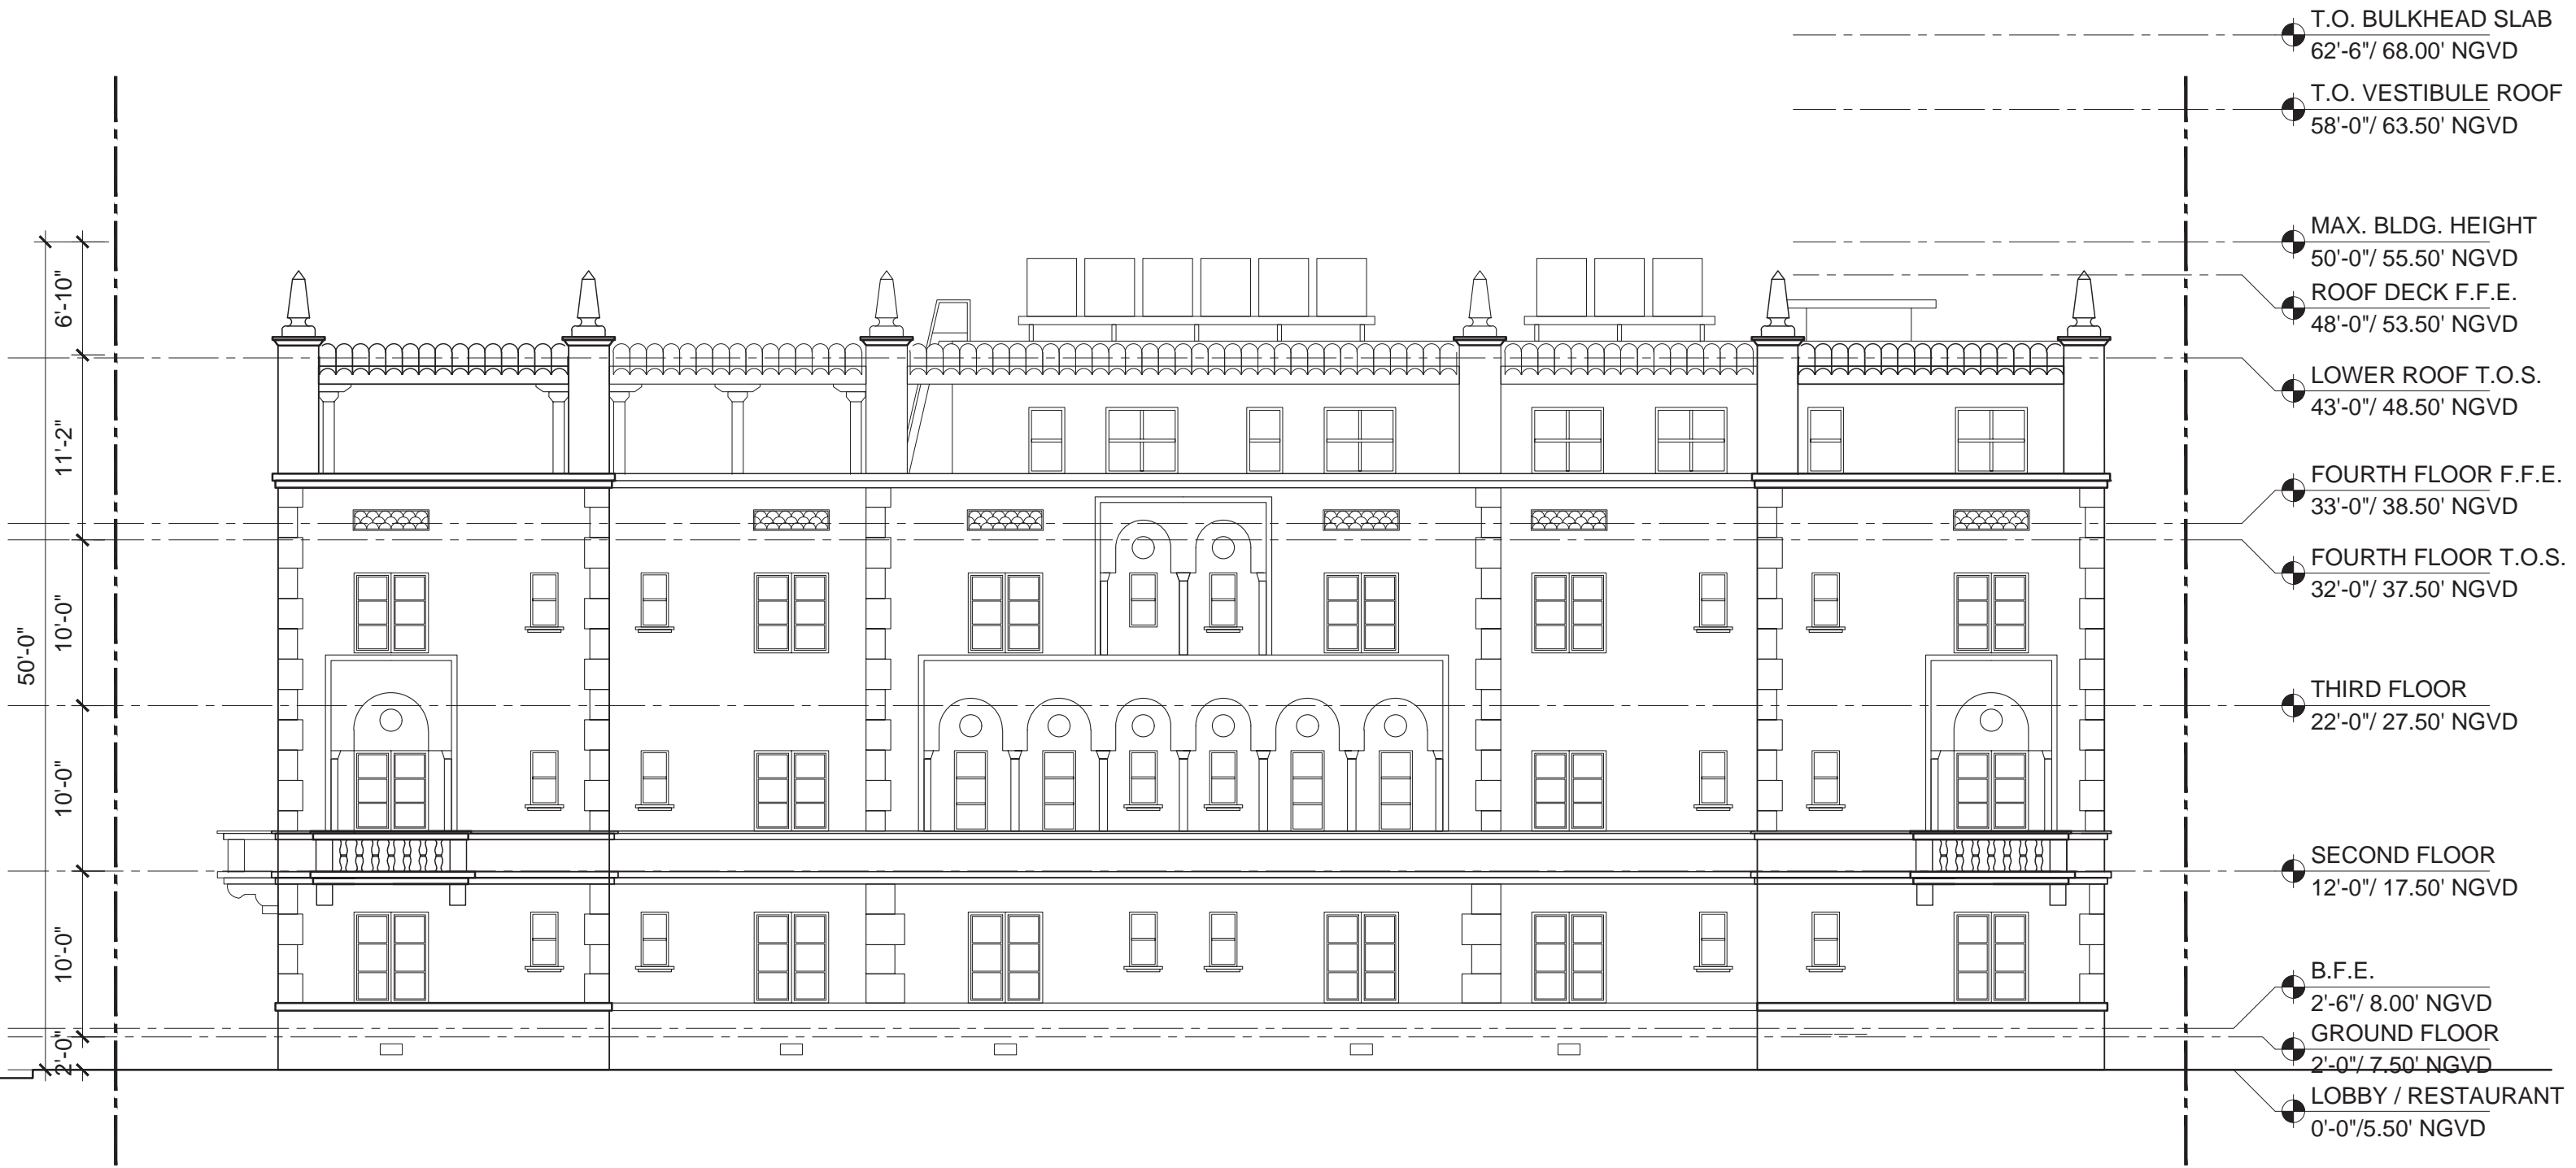 T.O. BULKHEAD SLAB
62'-6"/ 68.00' NGVD
T.O. VESTIBULE ROOF
58'-0"/ 63.50' NGVD
MAX. BLDG. HEIGHT
50'-0"/ 55.50' NGVD
ROOF DECK F.F.E.
48'-0"/ 53.50' NGVD
LOWER ROOF T.O.S.
43'-0"/ 48.50' NGVD
FOURTH FLOOR F.F.E.
33'-0"/ 38.50' NGVD
FOURTH FLOOR T.O.S.
32'-0"/ 37.50' NGVD
THIRD FLOOR
22'-0"/ 27.50' NGVD
SECOND FLOOR
12'-0"/ 17.50' NGVD
B.F.E.
2'-6"/ 8.00' NGVD
GROUND FLOOR
2'-0"/ 7.50' NGVD
LOBBY / RESTAURANT
0'-0"/5.50' NGVD
50'-0"
6'-10"
11'-2"
10'-0"
10'-0"
10'-0"
2'-0"